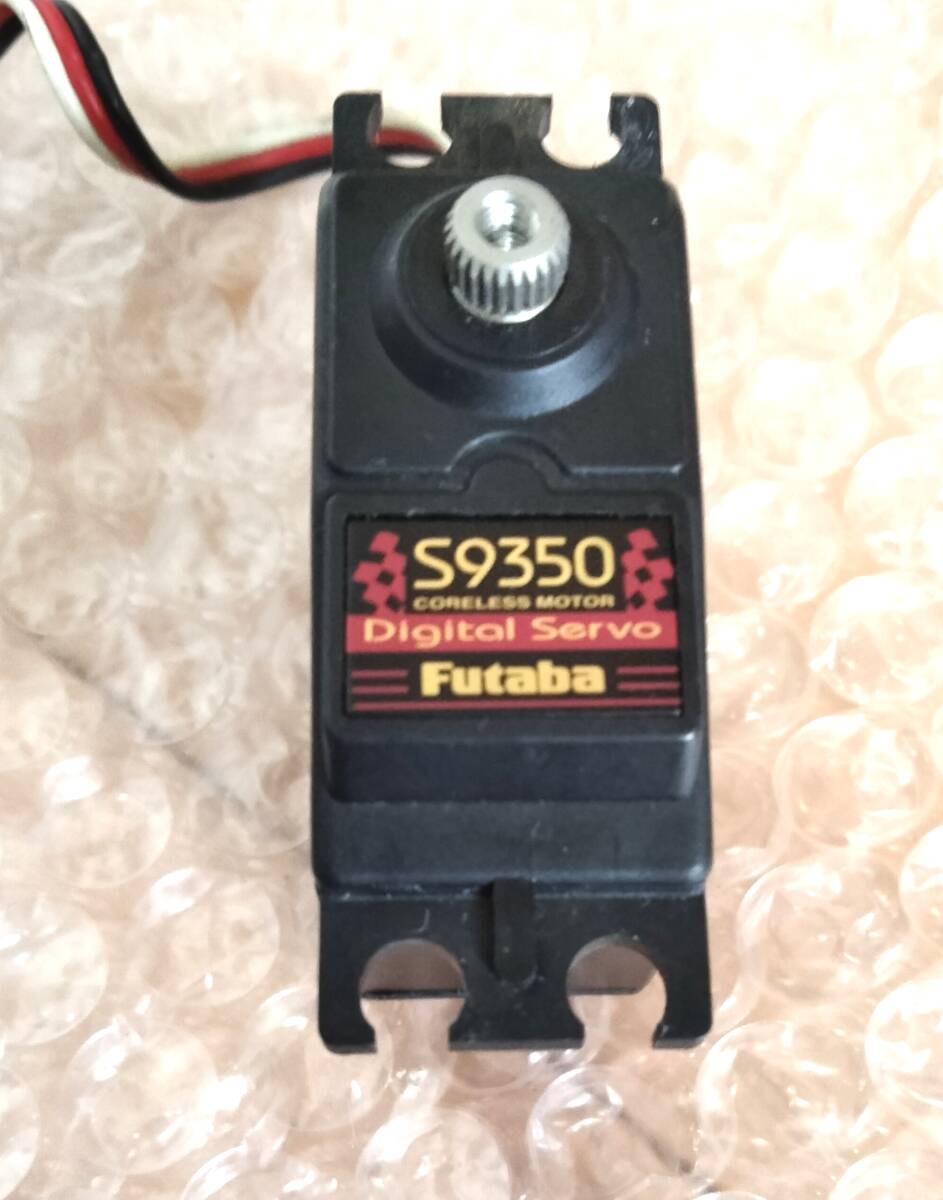 S9350
CORELESS MOTOR
Digital Servo
Futaba